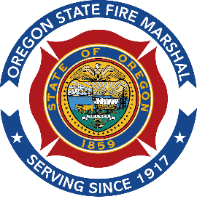 OREGON STATE FIRE MARSHAL
STATE OF OREGON
1859
SERVING SINCE 1917